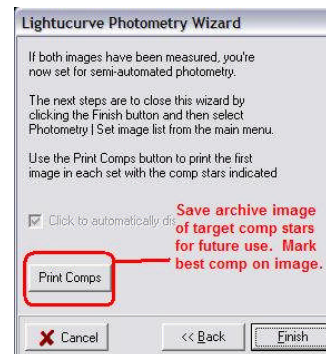 Lightucurve Photometry Wizard
If both images have been measured, you're
now set for semi-automated photometry.
The next steps are to close this wizard by
clicking the Finish button and then select
Photometry | Set image list from the main menu.
Use the Print Comps button to print the first
image in each set with the comp stars indicated
Click to automatically dis
Save archive image
of target comp stars
for future use. Mark
best comp on image.
Print Comps
Cancel
<< Back
Finish